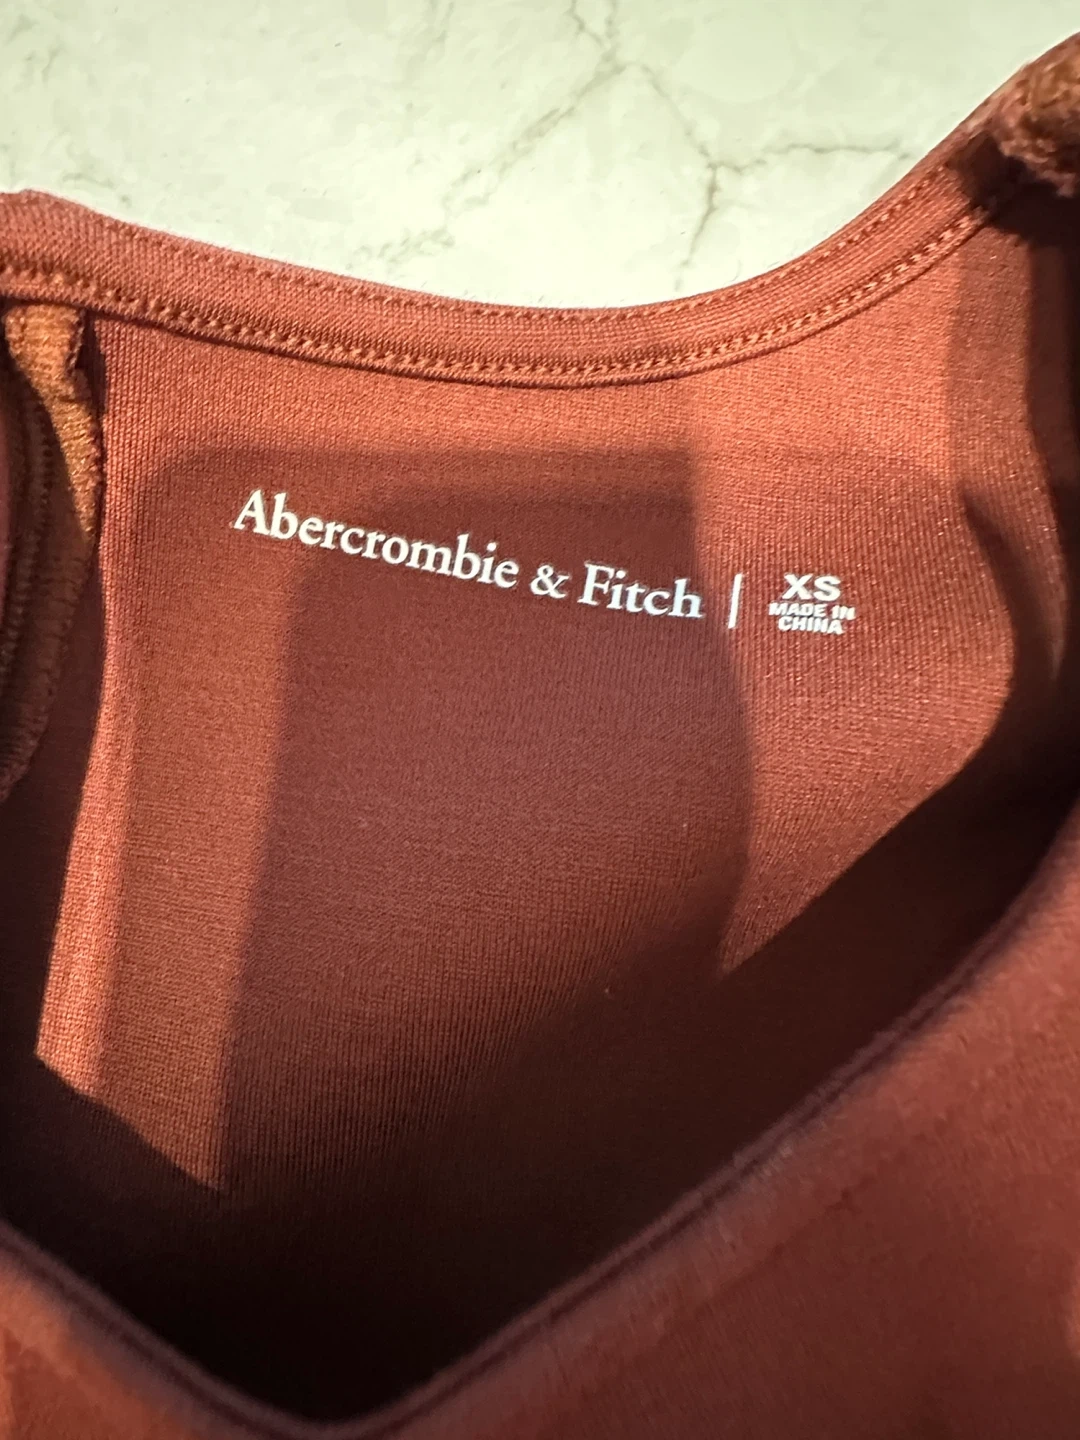 Abercrombie & Fitch | XS
MADE IN
CHINA